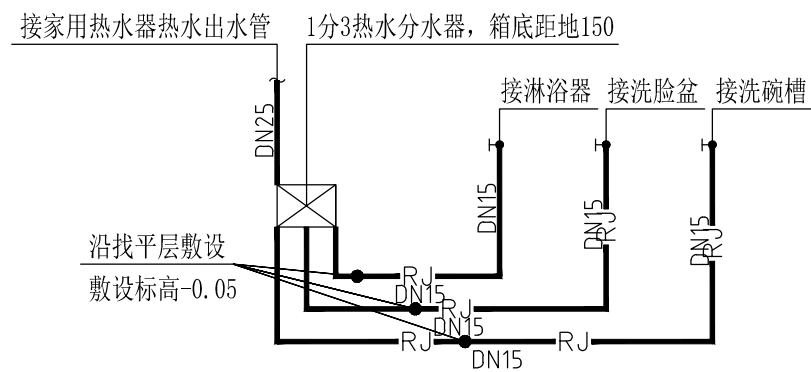 接家用热水器热水出水管
1分3热水分水器，箱底距地150
接淋浴器
接洗脸盆
接洗碗槽
DN25
DN15
DN15
RJ
DN15
RJ
沿找平层敷设
敷设标高-0.05
RJ
DN15
RJ
DN15
RJ
RJ
DN15